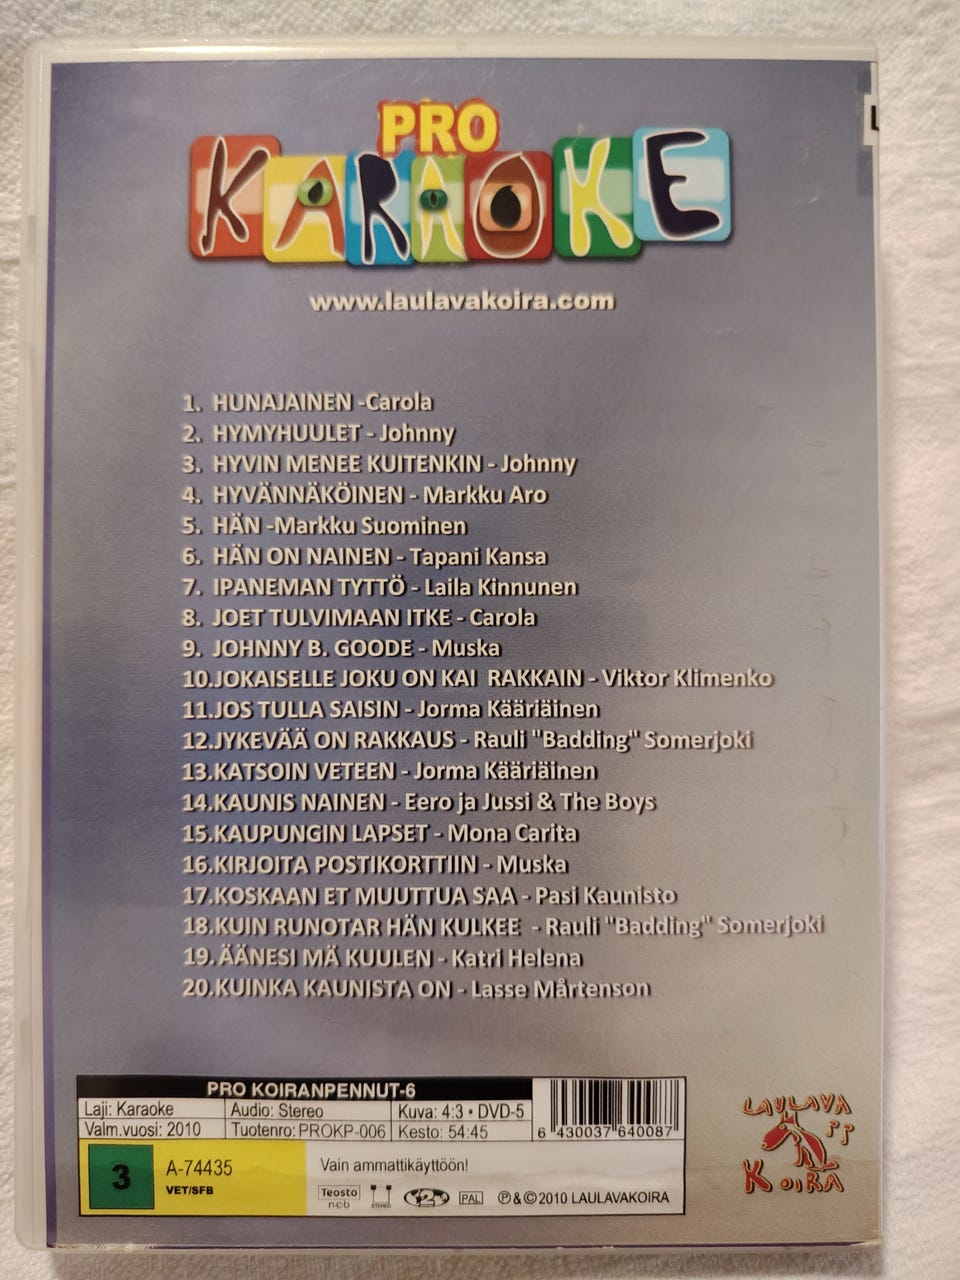 PRO
KARAOKE
www.laulavakoira.com
1. HUNAJAINEN -Carola
2. HYMYHUULET - Johnny
3. HYVIN MENEE KUITENKIN - Johnny
4. HYVÄNNÄKÖINEN - Markku Aro
5. HÄN -Markku Suominen
6. HÄN ON NAINEN - Tapani Kansa
7. IPANEMAN TYTTÖ - Laila Kinnunen
8. JOET TULVIMAAN ITKE - Carola
9. JOHNNY B. GOODE - Muska
10.JOKAISELLE JOKU ON KAI RAKKAIN - Viktor Klimenko
11.JOS TULLA SAISIN - Jorma Kääriäinen
12.JYKEVÄÄ ON RAKKAUS - Rauli "Badding" Somerjoki
13.KATSOIN VETEEN - Jorma Kääriäinen
14.KAUNIS NAINEN - Eero ja Jussi & The Boys
15.KAUPUNGIN LAPSET - Mona Carita
16.KIRJOITA POSTIKORTTIIN - Muska
17.KOSKAAN ET MUUTTUA SAA - Pasi Kaunisto
18.KUIN RUNOTAR HÄN KULKEE - Rauli "Badding" Somerjoki
19.ÄÄNESI MÄ KUULEN - Katri Helena
20.KUINKA KAUNISTA ON - Lasse Mårtenson
PRO KOIRANPENNUT-6
Laji: Karaoke Audio: Stereo Kuva: 4:3 • DVD-5
Valm.vuosi: 2010 Tuotenro: PROKP-006 Kesto: 54:45
6 430037 640087
3 A-74435 Vain ammattikäyttöön!
VET/SFB
Teosto
ncb STEREO 2 PAL ℗&©2010 LAULAVAKOIRA
LAULAVA
KOIRA